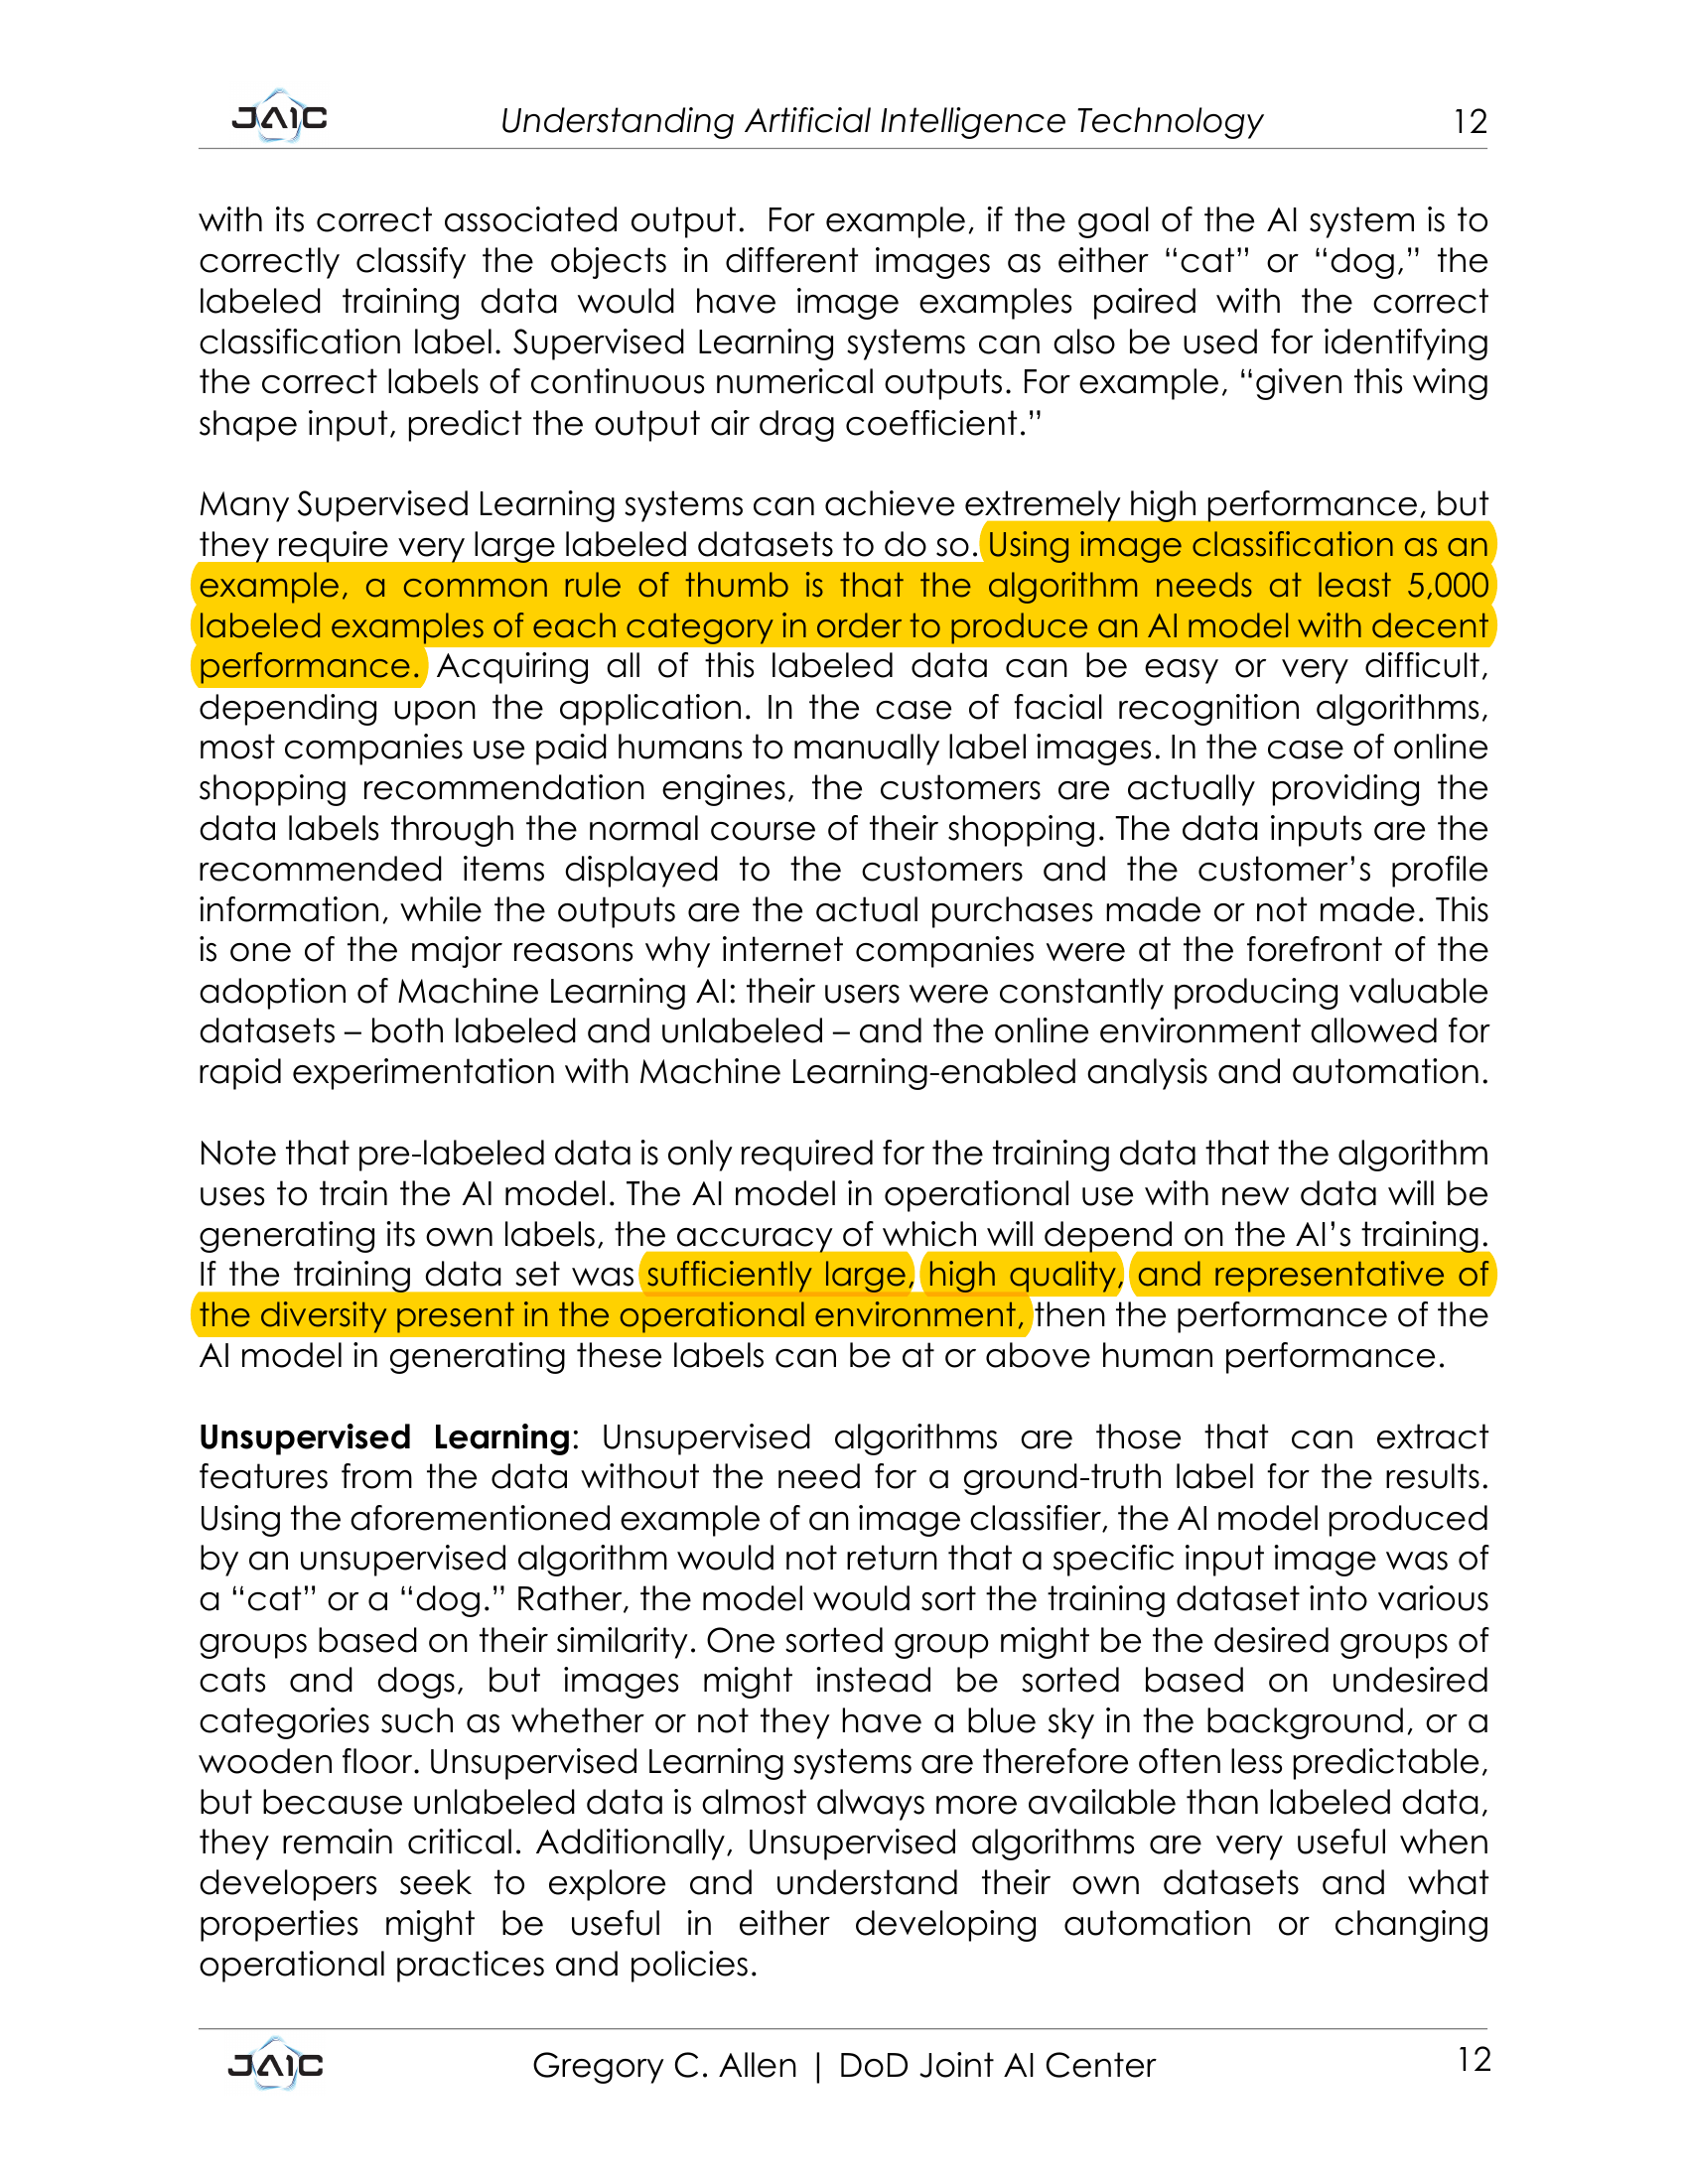 JAIC
Understanding Artificial Intelligence Technology
12
with its correct associated output.  For example, if the goal of the AI system is to
correctly classify the objects in different images as either “cat” or “dog,” the
labeled training data would have image examples paired with the correct
classification label. Supervised Learning systems can also be used for identifying
the correct labels of continuous numerical outputs. For example, “given this wing
shape input, predict the output air drag coefficient.”
Many Supervised Learning systems can achieve extremely high performance, but
they require very large labeled datasets to do so. Using image classification as an
example, a common rule of thumb is that the algorithm needs at least 5,000
labeled examples of each category in order to produce an AI model with decent
performance. Acquiring all of this labeled data can be easy or very difficult,
depending upon the application. In the case of facial recognition algorithms,
most companies use paid humans to manually label images. In the case of online
shopping recommendation engines, the customers are actually providing the
data labels through the normal course of their shopping. The data inputs are the
recommended items displayed to the customers and the customer’s profile
information, while the outputs are the actual purchases made or not made. This
is one of the major reasons why internet companies were at the forefront of the
adoption of Machine Learning AI: their users were constantly producing valuable
datasets – both labeled and unlabeled – and the online environment allowed for
rapid experimentation with Machine Learning-enabled analysis and automation.
Note that pre-labeled data is only required for the training data that the algorithm
uses to train the AI model. The AI model in operational use with new data will be
generating its own labels, the accuracy of which will depend on the AI’s training.
If the training data set was sufficiently large, high quality, and representative of
the diversity present in the operational environment, then the performance of the
AI model in generating these labels can be at or above human performance.
Unsupervised Learning: Unsupervised algorithms are those that can extract
features from the data without the need for a ground-truth label for the results.
Using the aforementioned example of an image classifier, the AI model produced
by an unsupervised algorithm would not return that a specific input image was of
a “cat” or a “dog.” Rather, the model would sort the training dataset into various
groups based on their similarity. One sorted group might be the desired groups of
cats and dogs, but images might instead be sorted based on undesired
categories such as whether or not they have a blue sky in the background, or a
wooden floor. Unsupervised Learning systems are therefore often less predictable,
but because unlabeled data is almost always more available than labeled data,
they remain critical. Additionally, Unsupervised algorithms are very useful when
developers seek to explore and understand their own datasets and what
properties might be useful in either developing automation or changing
operational practices and policies.
JAIC
Gregory C. Allen | DoD Joint AI Center
12